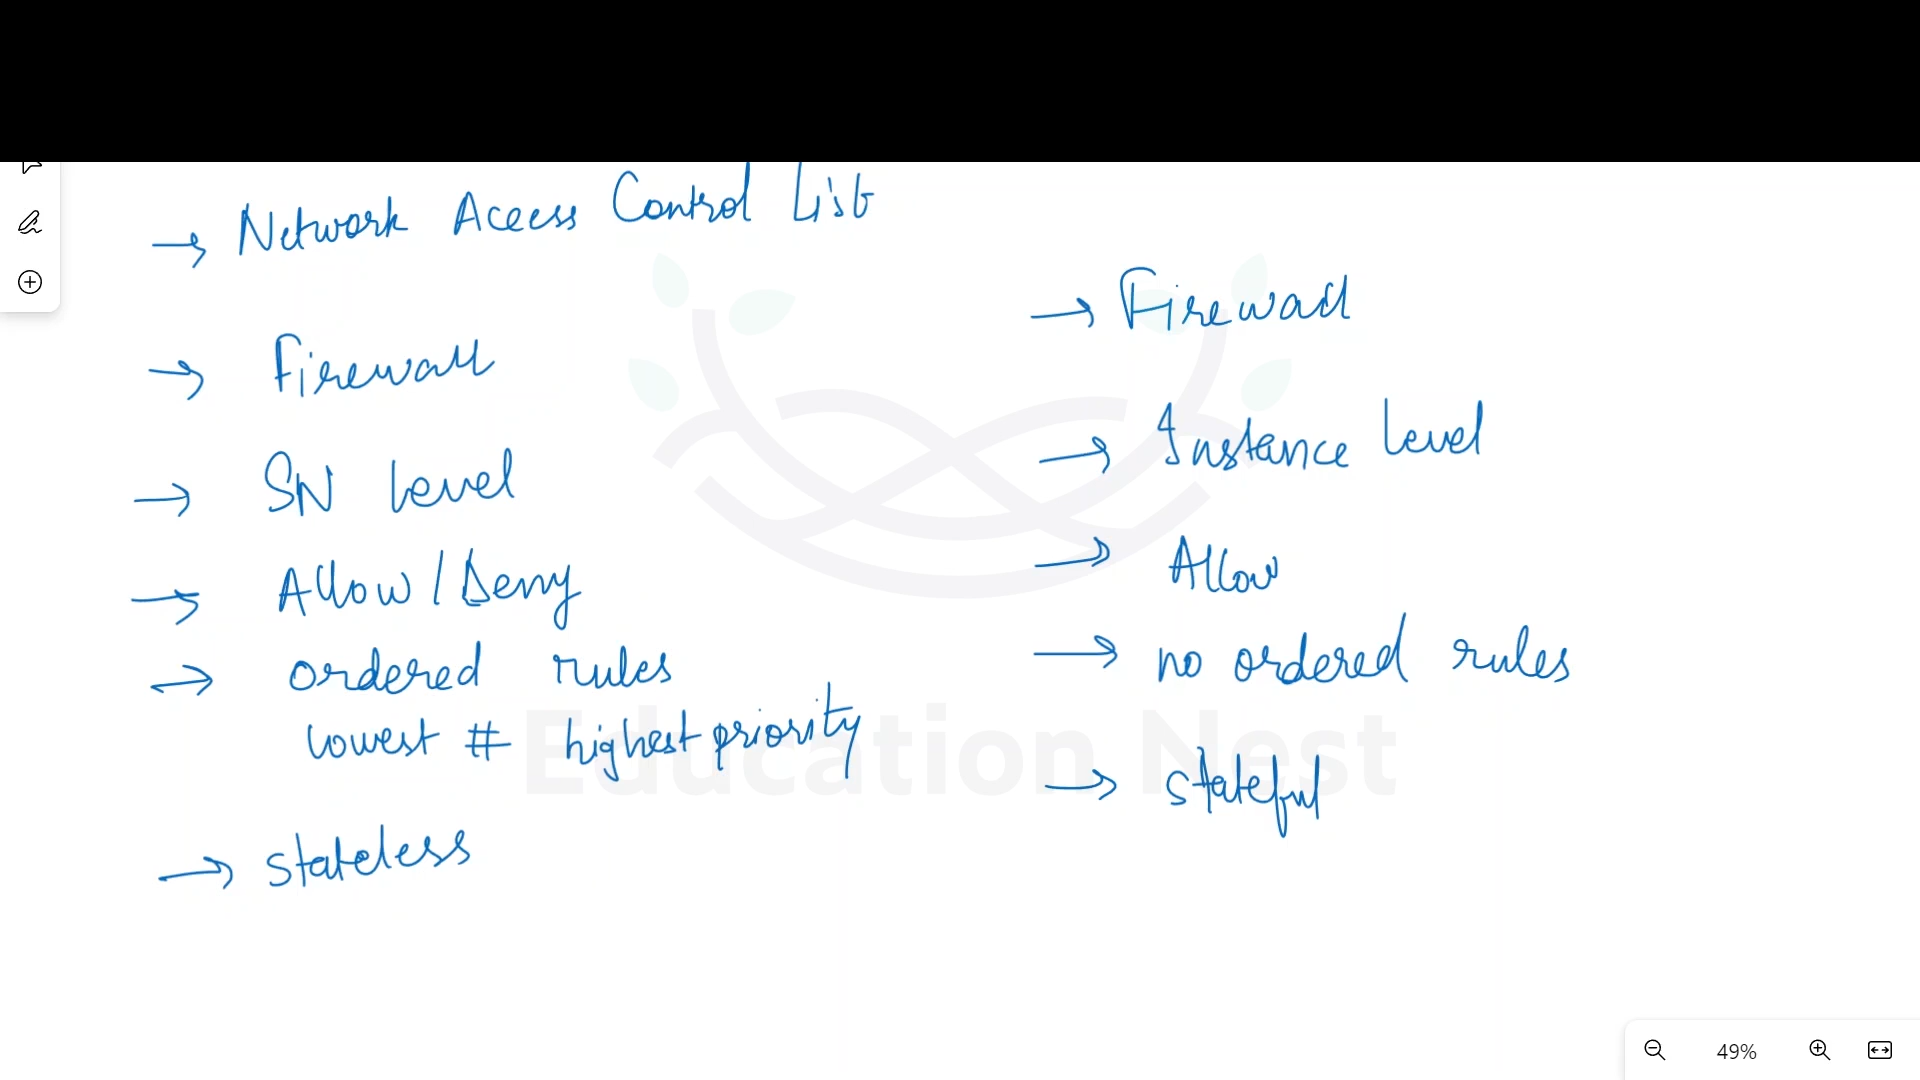 → Network Access Control List
→ Firewall
→ SN Level
→ Allow / Deny
→ ordered rules
lowest # highest priority
→ stateless
→ Firewall
→ Instance Level
→ Allow
→ no ordered rules
→ stateful
Education Nest
49%